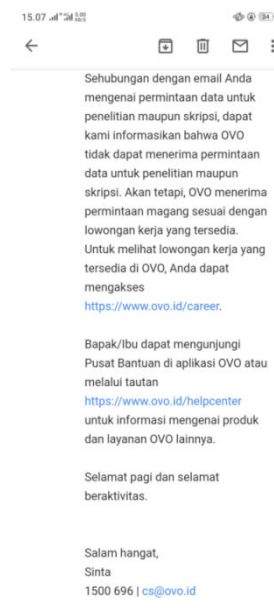 15.07
Sehubungan dengan email Anda
mengenai permintaan data untuk
penelitian maupun skripsi, dapat
kami informasikan bahwa OVO
tidak dapat menerima permintaan
data untuk penelitian maupun
skripsi. Akan tetapi, OVO menerima
permintaan magang sesuai dengan
lowongan kerja yang tersedia.
Untuk melihat lowongan kerja yang
tersedia di OVO, Anda dapat
mengakses
https://www.ovo.id/career.
Bapak/Ibu dapat mengunjungi
Pusat Bantuan di aplikasi OVO atau
melalui tautan
https://www.ovo.id/helpcenter
untuk informasi mengenai produk
dan layanan OVO lainnya.
Selamat pagi dan selamat
beraktivitas.
Salam hangat,
Sinta
1500 696 | cs@ovo.id